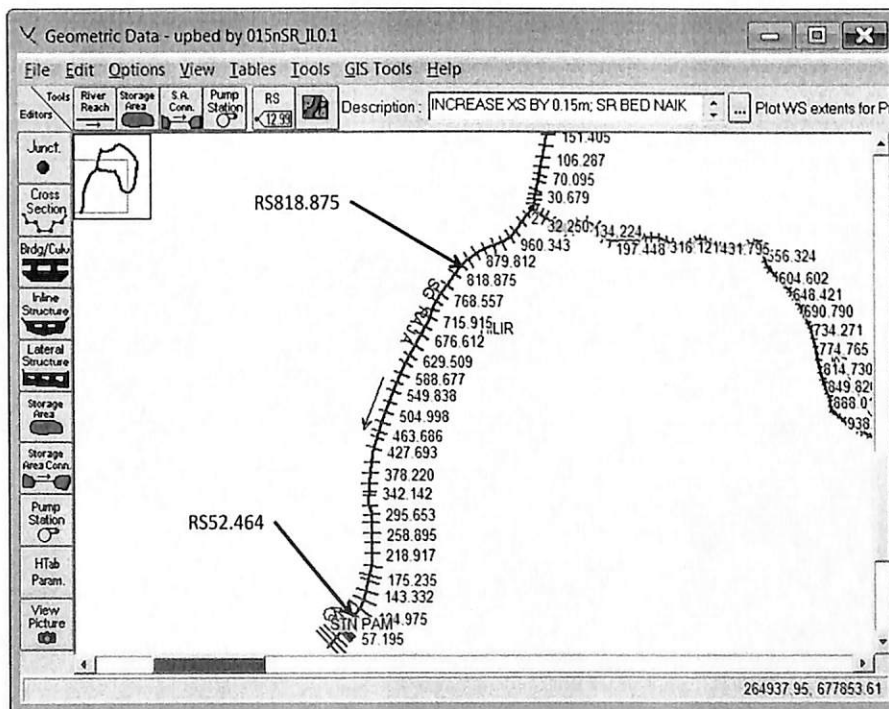 Geometric Data - upbed by 015nSR_IL0.1
File Edit Options View Tables Tools GIS Tools Help
Tools
Editors
River
Reach
Storage
Area
S.A.
Conn.
Pump
Station
RS
12.99
Description :
INCREASE XS BY 0.15m; SR BED NAIK
...
Plot WS extents for P
Junct.
Cross
Section
Brdg/Culv
Inline
Structure
Lateral
Structure
Storage
Area
Storage
Area Conn.
Pump
Station
HTab
Param.
View
Picture
RS818.875
RS52.464
151.405
106.287
70.095
30.679
960.343
879.812
818.875
768.557
715.915
676.612
629.509
588.677
549.838
504.998
463.686
427.693
378.220
342.142
295.653
258.895
218.917
175.235
143.332
57.195
SG RAJA
STN PAM
32.250
134.224
197.448
316.121
431.795
556.324
604.602
648.421
690.790
734.271
774.765
814.730
849.820
938.
264937.95, 677853.61